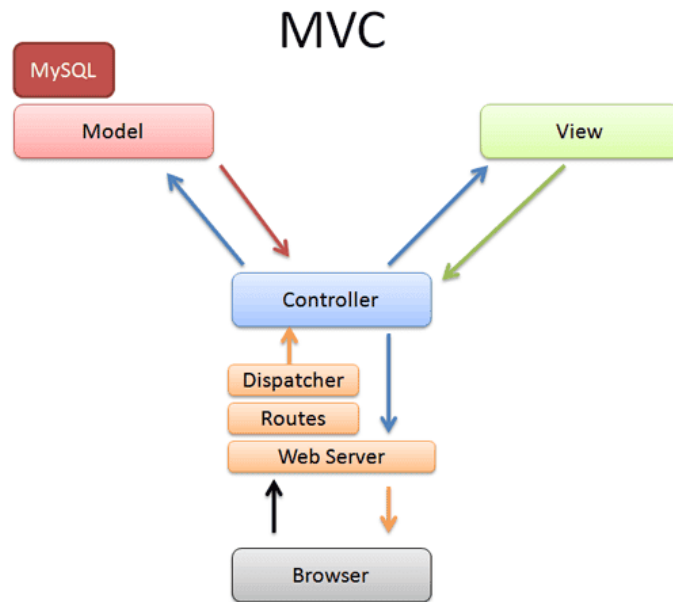 MVC
MySQL
Model
View
Controller
Dispatcher
Routes
Web Server
Browser